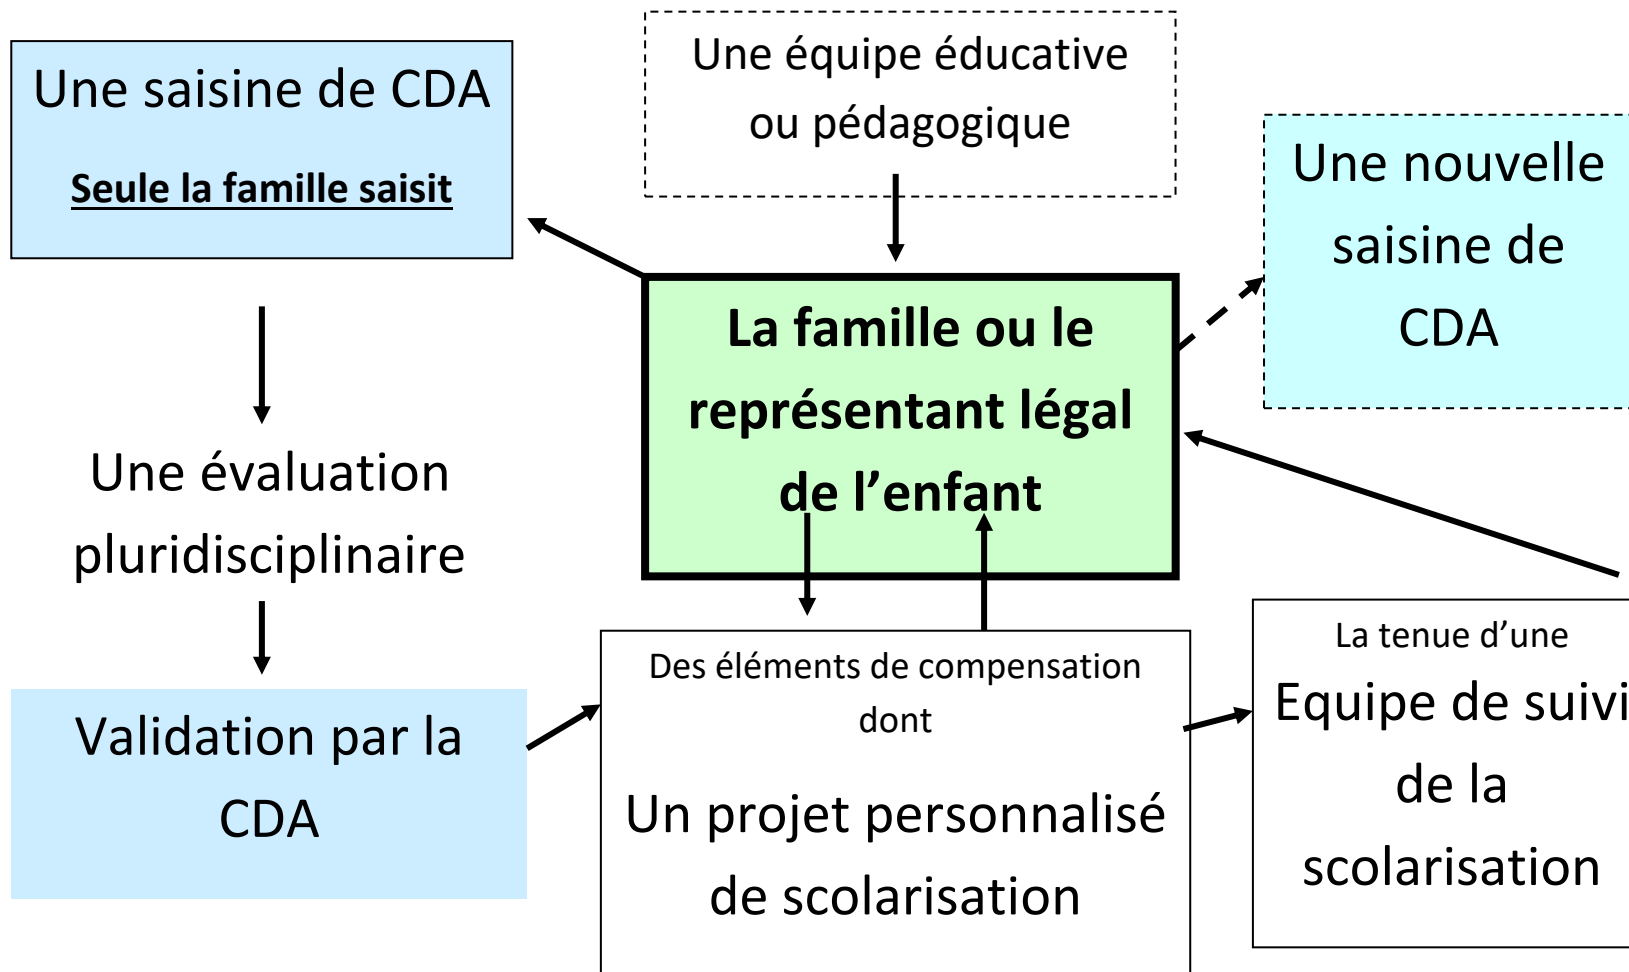 Une saisine de CDA
Seule la famille saisit
Une équipe éducative
ou pédagogique
Une nouvelle
saisine de
CDA
La famille ou le
représentant légal
de l’enfant
Une évaluation
pluridisciplinaire
Validation par la
CDA
Des éléments de compensation
dont
Un projet personnalisé
de scolarisation
La tenue d’une
Equipe de suivi
de la
scolarisation